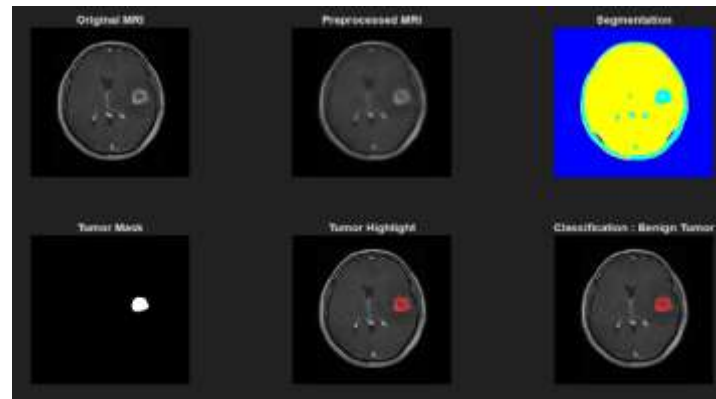 Original MRI
Preprocessed MRI
Segmentation
Tumor Mask
Tumor Highlight
Classification : Benign Tumor